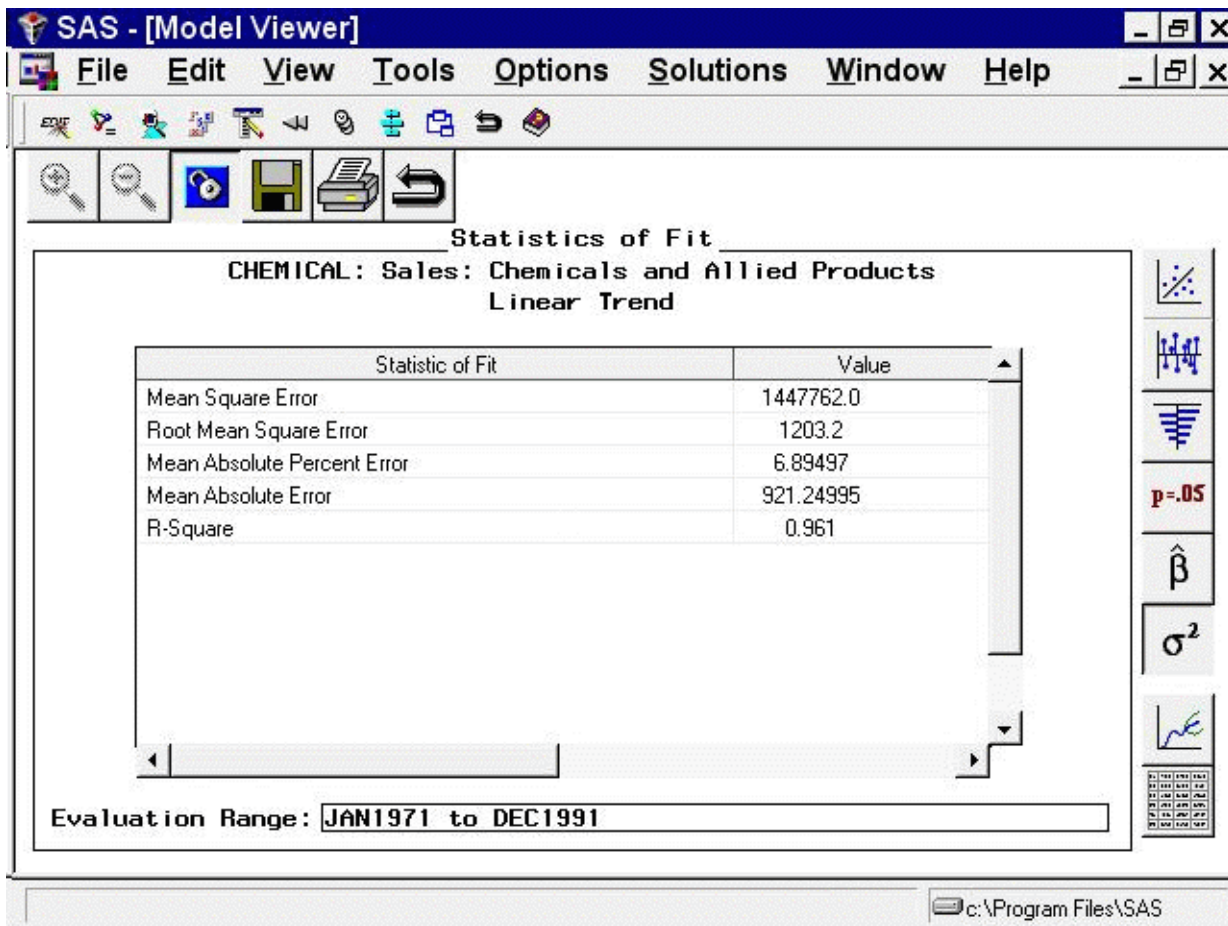 SAS - [Model Viewer]
File Edit View Tools Options Solutions Window Help
Statistics of Fit
CHEMICAL: Sales: Chemicals and Allied Products
Linear Trend
Statistic of Fit Value
Mean Square Error 1447762.0
Root Mean Square Error 1203.2
Mean Absolute Percent Error 6.89497
Mean Absolute Error 921.24995
R-Square 0.961
p=.05
β̂
σ²
Evaluation Range: JAN1971 to DEC1991
c:\Program Files\SAS